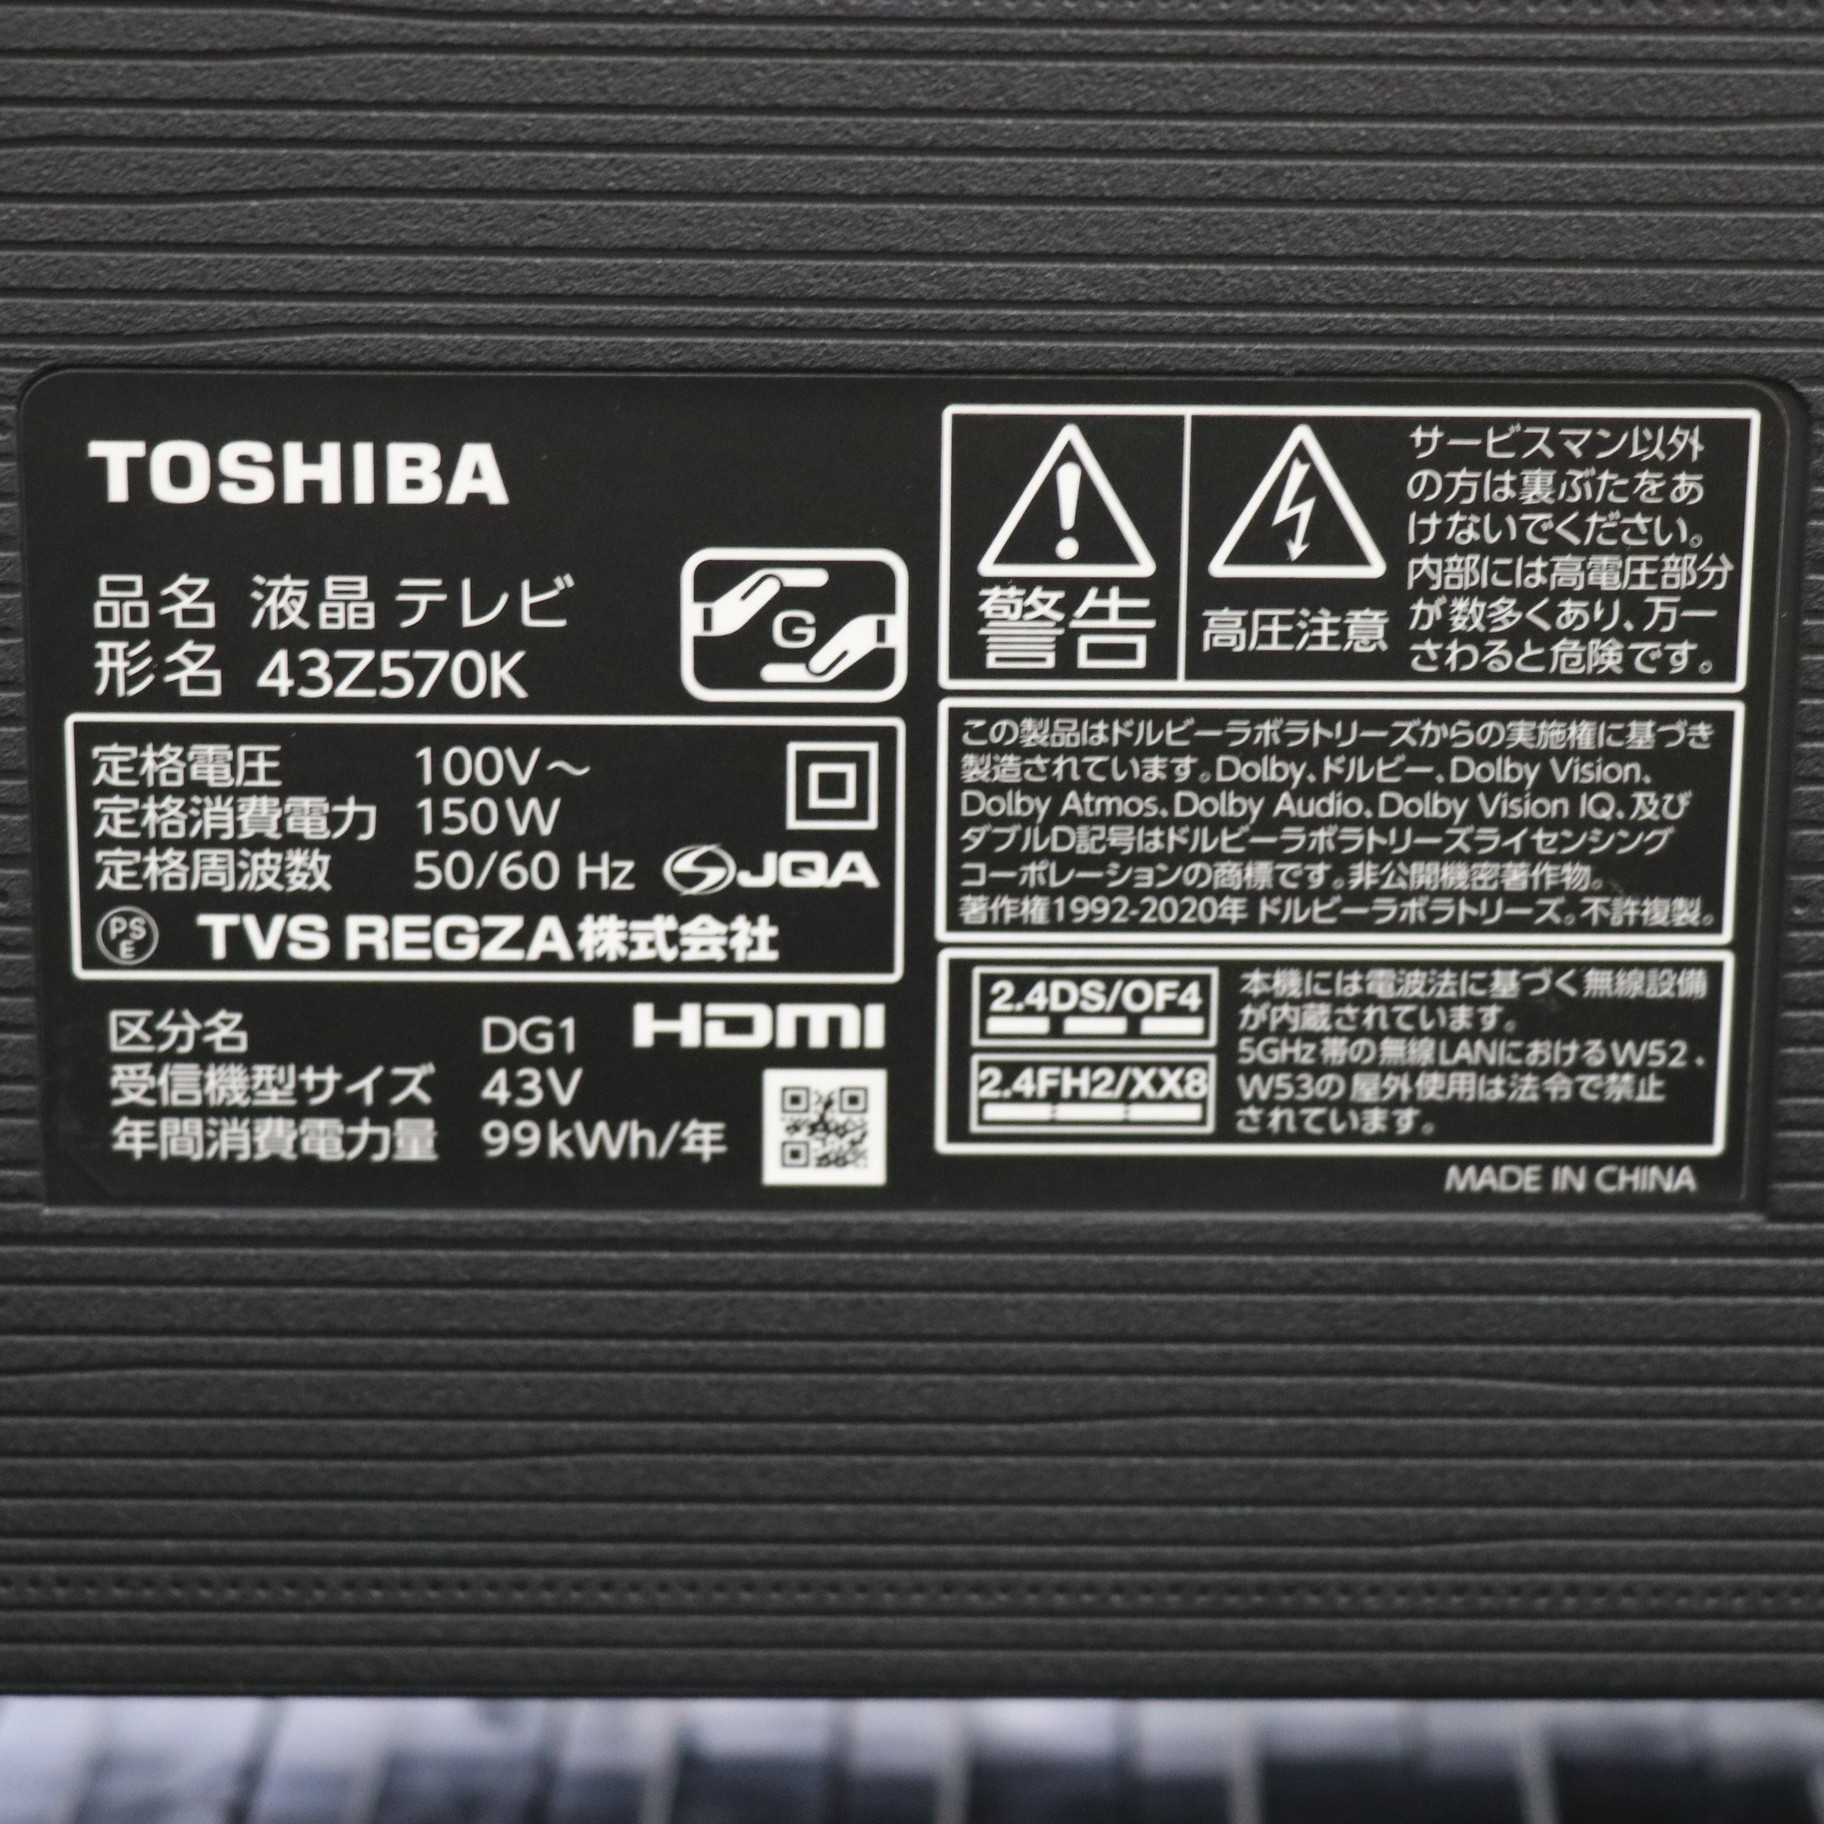 TOSHIBA
品名 液晶テレビ
形名 43Z570K
G
定格電圧 100V～
定格消費電力 150W
定格周波数 50/60 Hz
JQA
PS
E
TVS REGZA株式会社
区分名 DG1
HDMI
受信機型サイズ 43V
年間消費電力量 99kWh/年
警告
高圧注意
サービスマン以外
の方は裏ぶたをあ
けないでください。
内部には高電圧部分
が数多くあり、万一
さわると危険です。
この製品はドルビーラボラトリーズからの実施権に基づき
製造されています。Dolby、ドルビー、Dolby Vision、
Dolby Atmos、Dolby Audio、Dolby Vision IQ、及び
ダブルD記号はドルビーラボラトリーズライセンシング
コーポレーションの商標です。非公開機密著作物。
著作権1992-2020年 ドルビーラボラトリーズ。不許複製。
2.4DS/OF4
2.4FH2/XX8
本機には電波法に基づく無線設備
が内蔵されています。
5GHz帯の無線LANにおけるW52、
W53の屋外使用は法令で禁止
されています。
MADE IN CHINA